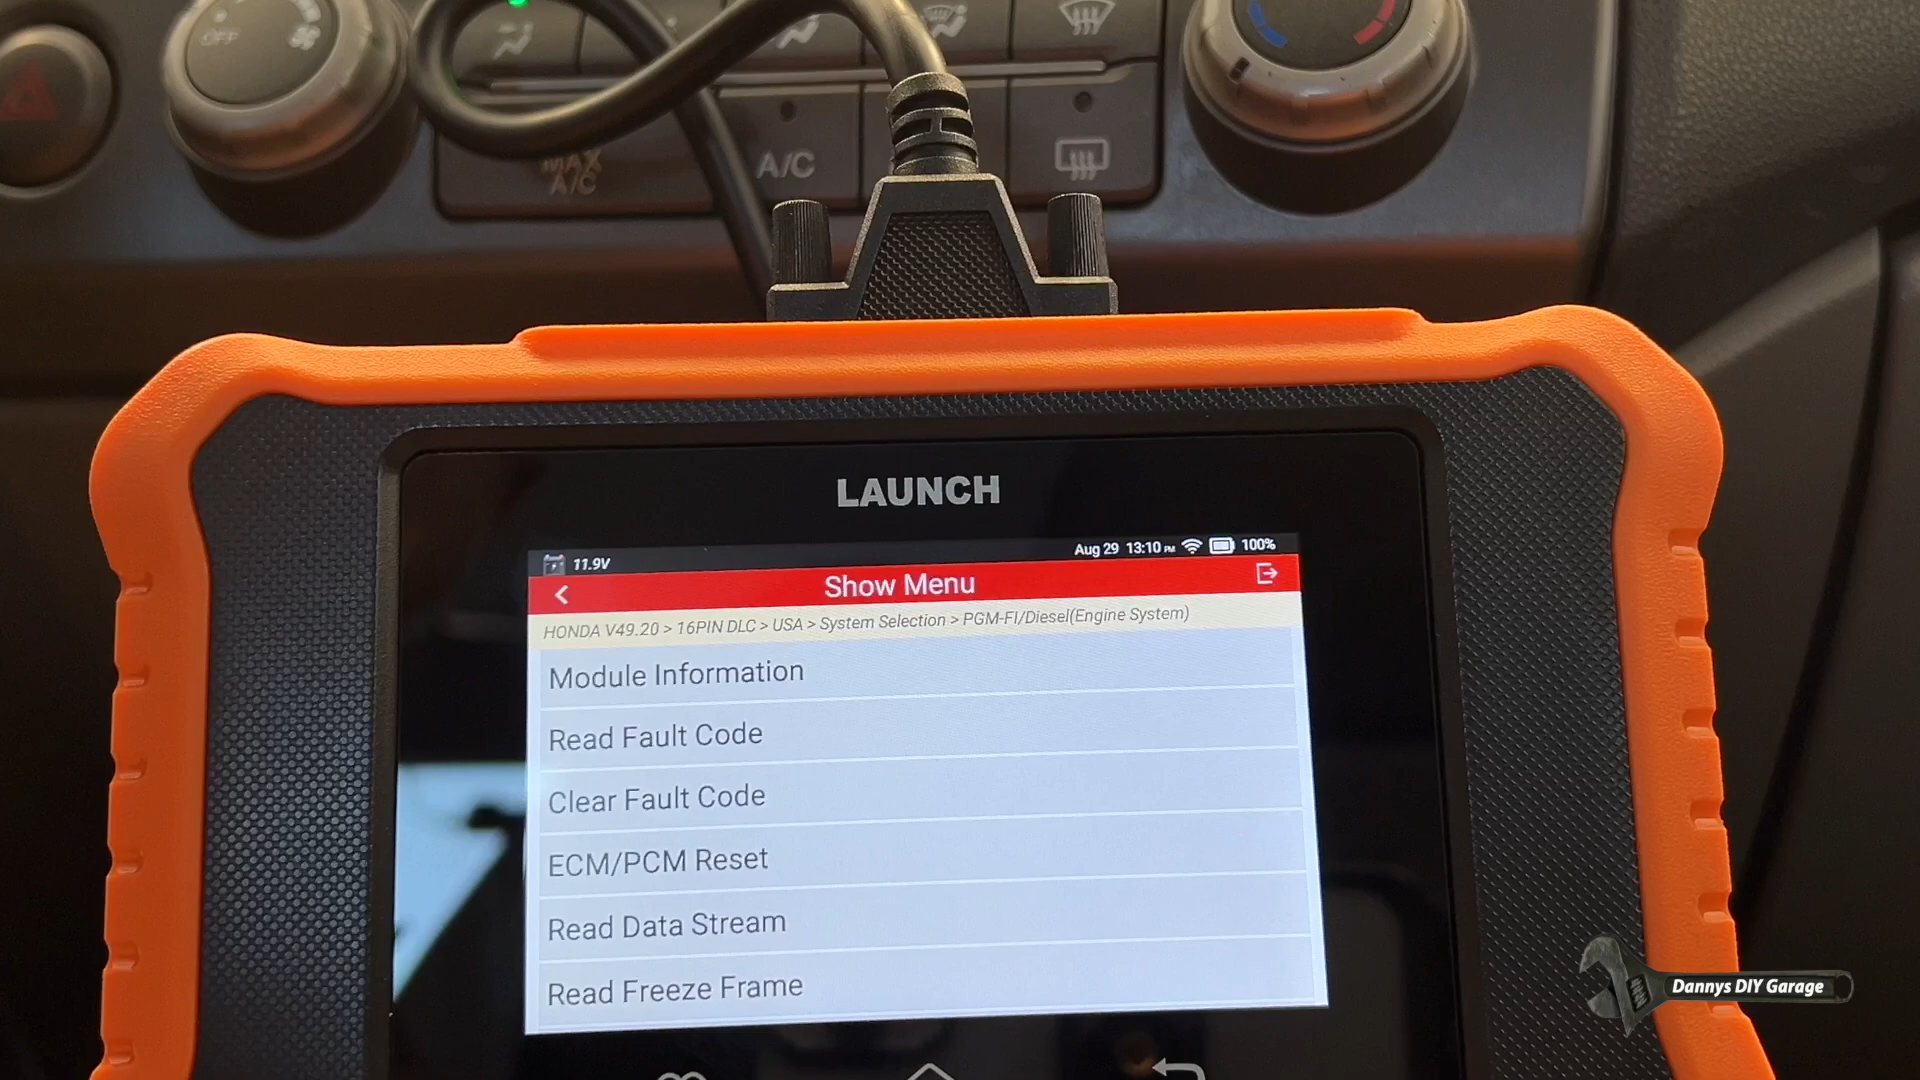 OFF
MAX
A/C
A/C
LAUNCH
11.9V
Aug 29 13:10 PM 100%
Show Menu
HONDA V49.20 > 16PIN DLC > USA > System Selection > PGM-FI/Diesel(Engine System)
Module Information
Read Fault Code
Clear Fault Code
ECM/PCM Reset
Read Data Stream
Read Freeze Frame
Dannys DIY Garage